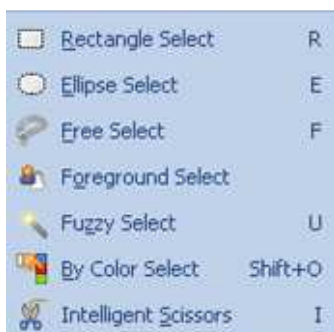 Rectangle Select R
Ellipse Select E
Free Select F
Foreground Select
Fuzzy Select U
By Color Select Shift+O
Intelligent Scissors I